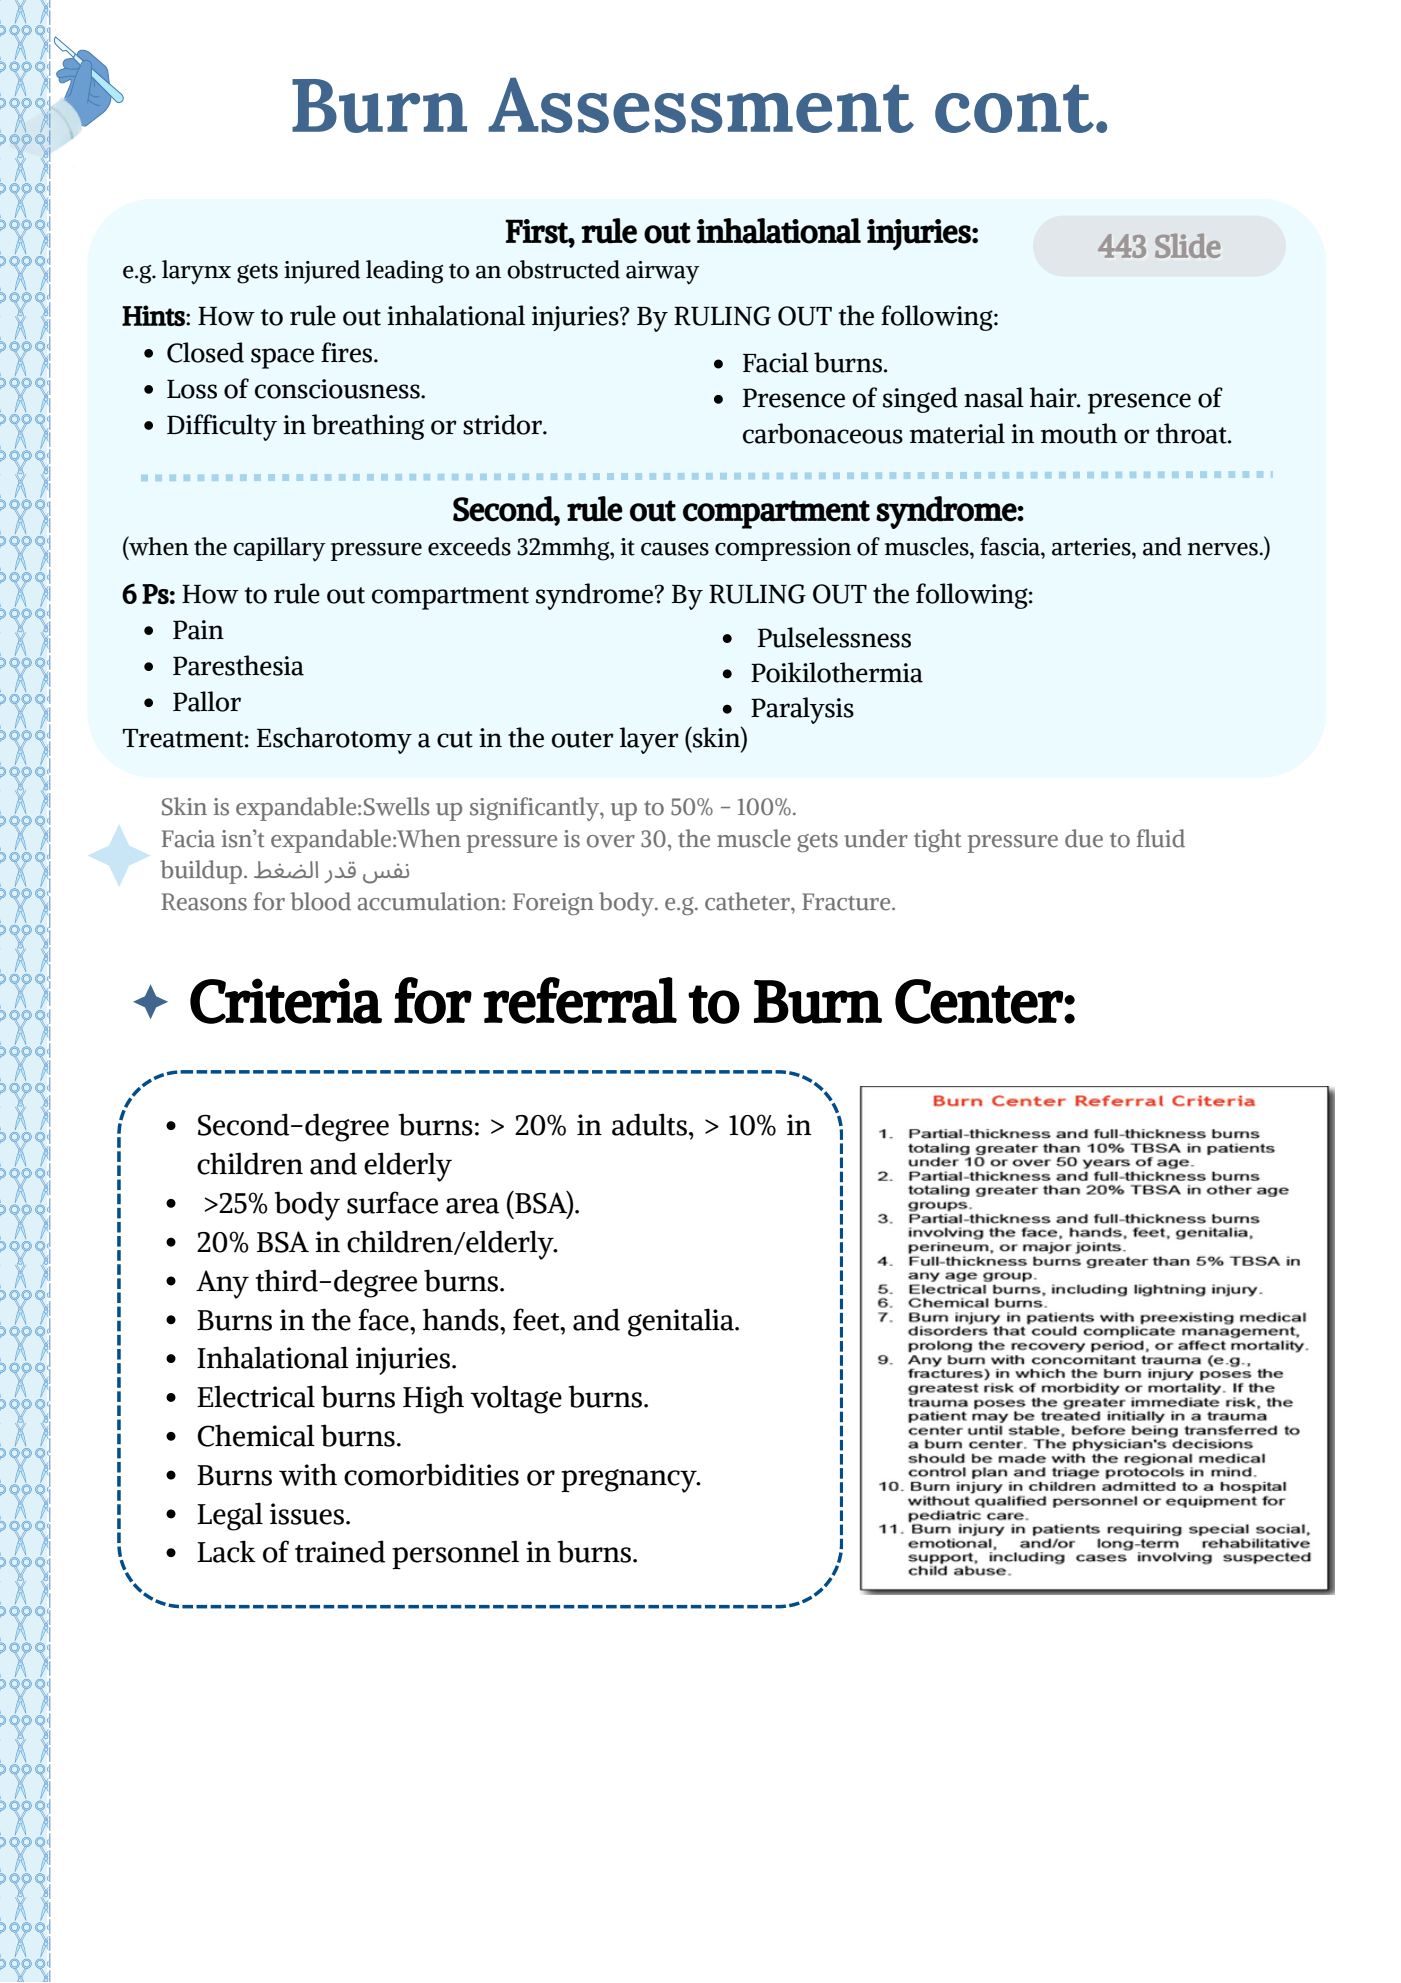 Burn Assessment cont.
First, rule out inhalational injuries:
443 Slide
e.g. larynx gets injured leading to an obstructed airway
Hints: How to rule out inhalational injuries? By RULING OUT the following:
• Closed space fires.
• Loss of consciousness.
• Difficulty in breathing or stridor.
• Facial burns.
• Presence of singed nasal hair. presence of
carbonaceous material in mouth or throat.
Second, rule out compartment syndrome:
(when the capillary pressure exceeds 32mmhg, it causes compression of muscles, fascia, arteries, and nerves.)
6 Ps: How to rule out compartment syndrome? By RULING OUT the following:
• Pain
• Paresthesia
• Pallor
• Pulselessness
• Poikilothermia
• Paralysis
Treatment: Escharotomy a cut in the outer layer (skin)
Skin is expandable:Swells up significantly, up to 50% - 100%.
Facia isn't expandable:When pressure is over 30, the muscle gets under tight pressure due to fluid
buildup. نفس قدر الضغط
Reasons for blood accumulation: Foreign body. e.g. catheter, Fracture.
Criteria for referral to Burn Center:
• Second-degree burns: > 20% in adults, > 10% in
children and elderly
• >25% body surface area (BSA).
• 20% BSA in children/elderly.
• Any third-degree burns.
• Burns in the face, hands, feet, and genitalia.
• Inhalational injuries.
• Electrical burns High voltage burns.
• Chemical burns.
• Burns with comorbidities or pregnancy.
• Legal issues.
• Lack of trained personnel in burns.
Burn Center Referral Criteria
1. Partial-thickness and full-thickness burns
totaling greater than 10% TBSA in patients
under 10 or over 50 years of age.
2. Partial-thickness and full-thickness burns
totaling greater than 20% TBSA in other age
groups.
3. Partial-thickness and full-thickness burns
involving the face, hands, feet, genitalia,
perineum, or major joints.
4. Full-thickness burns greater than 5% TBSA in
any age group.
5. Electrical burns, including lightning injury.
6. Chemical burns.
7. Burn injury in patients with preexisting medical
disorders that could complicate management,
prolong the recovery period, or affect mortality.
9. Any burn with concomitant trauma (e.g.,
fractures) in which the burn injury poses the
greatest risk of morbidity or mortality. If the
trauma poses the greater immediate risk, the
patient may be treated initially in a trauma
center until stable, before being transferred to
a burn center. The physician's decisions
should be made with the regional medical
control plan and triage protocols in mind.
10. Burn injury in children admitted to a hospital
without qualified personnel or equipment for
pediatric care.
11. Burn injury in patients requiring special social,
emotional, and/or long-term rehabilitative
support, including cases involving suspected
child abuse.